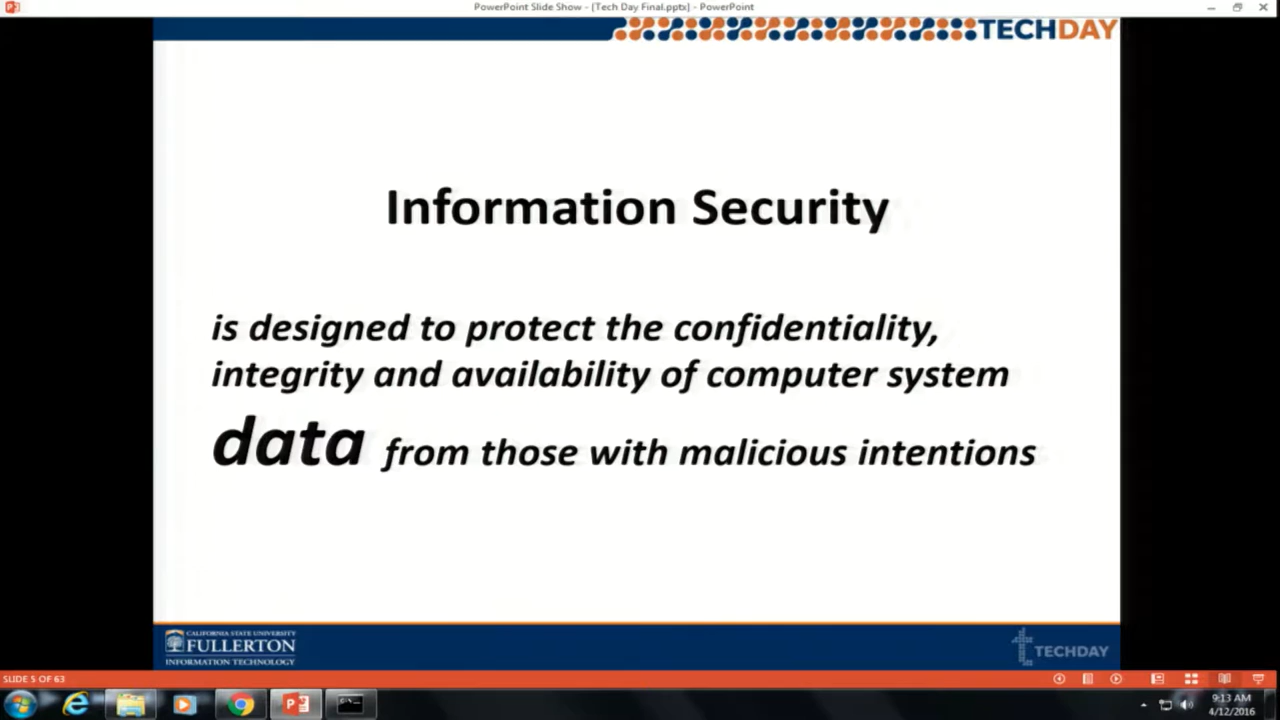 PowerPoint Slide Show - [Tech Day Final.pptx] - PowerPoint
TECHDAY
Information Security
is designed to protect the confidentiality,
integrity and availability of computer system
data from those with malicious intentions
CALIFORNIA STATE UNIVERSITY
FULLERTON
INFORMATION TECHNOLOGY
TECHDAY
SLIDE 5 OF 63
9:13 AM
4/12/2016